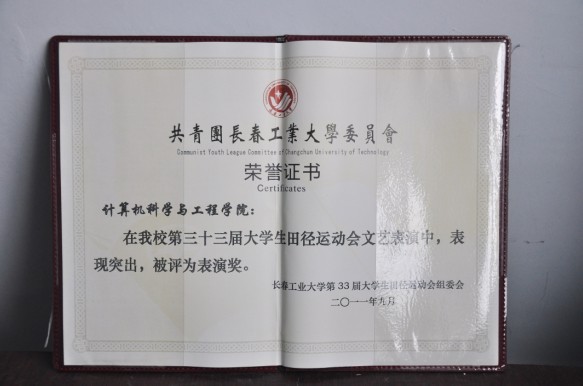 共青團長春工業大學委員會
Communist Youth League Committee of Changchun University of Technology
荣誉证书
Certificates
计算机科学与工程学院：
在我校第三十三届大学生田径运动会文艺表演中，表
现突出，被评为表演奖。
长春工业大学第 33 届大学生田径运动会组委会
二〇一一年九月